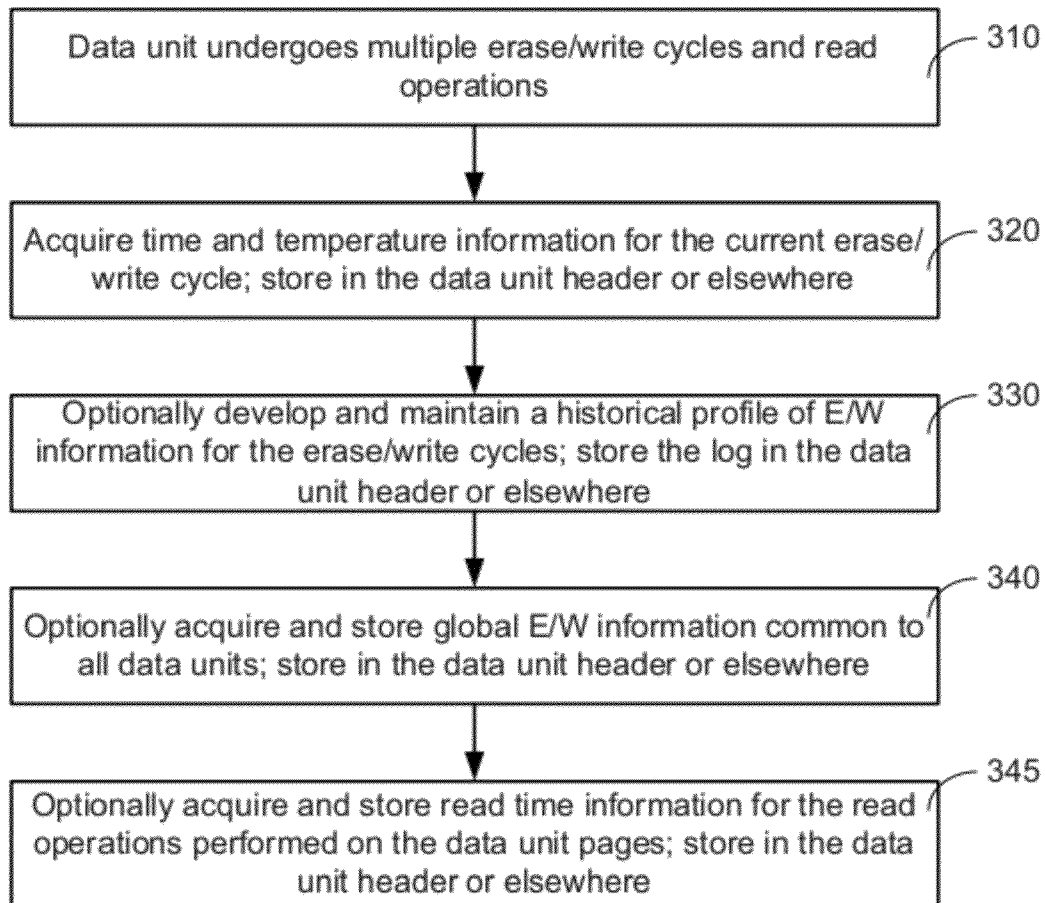 Data unit undergoes multiple erase/write cycles and read
operations
310
Acquire time and temperature information for the current erase/
write cycle; store in the data unit header or elsewhere
320
Optionally develop and maintain a historical profile of E/W
information for the erase/write cycles; store the log in the data
unit header or elsewhere
330
Optionally acquire and store global E/W information common to
all data units; store in the data unit header or elsewhere
340
Optionally acquire and store read time information for the read
operations performed on the data unit pages; store in the data
unit header or elsewhere
345